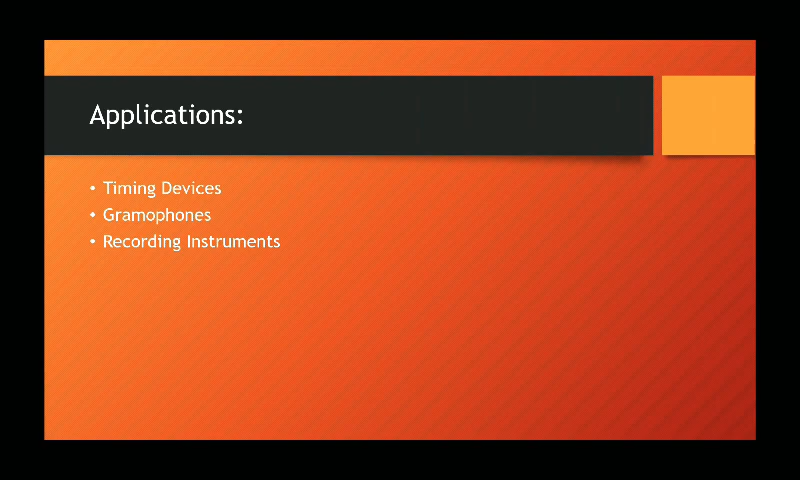 Applications:
• Timing Devices
• Gramophones
• Recording Instruments